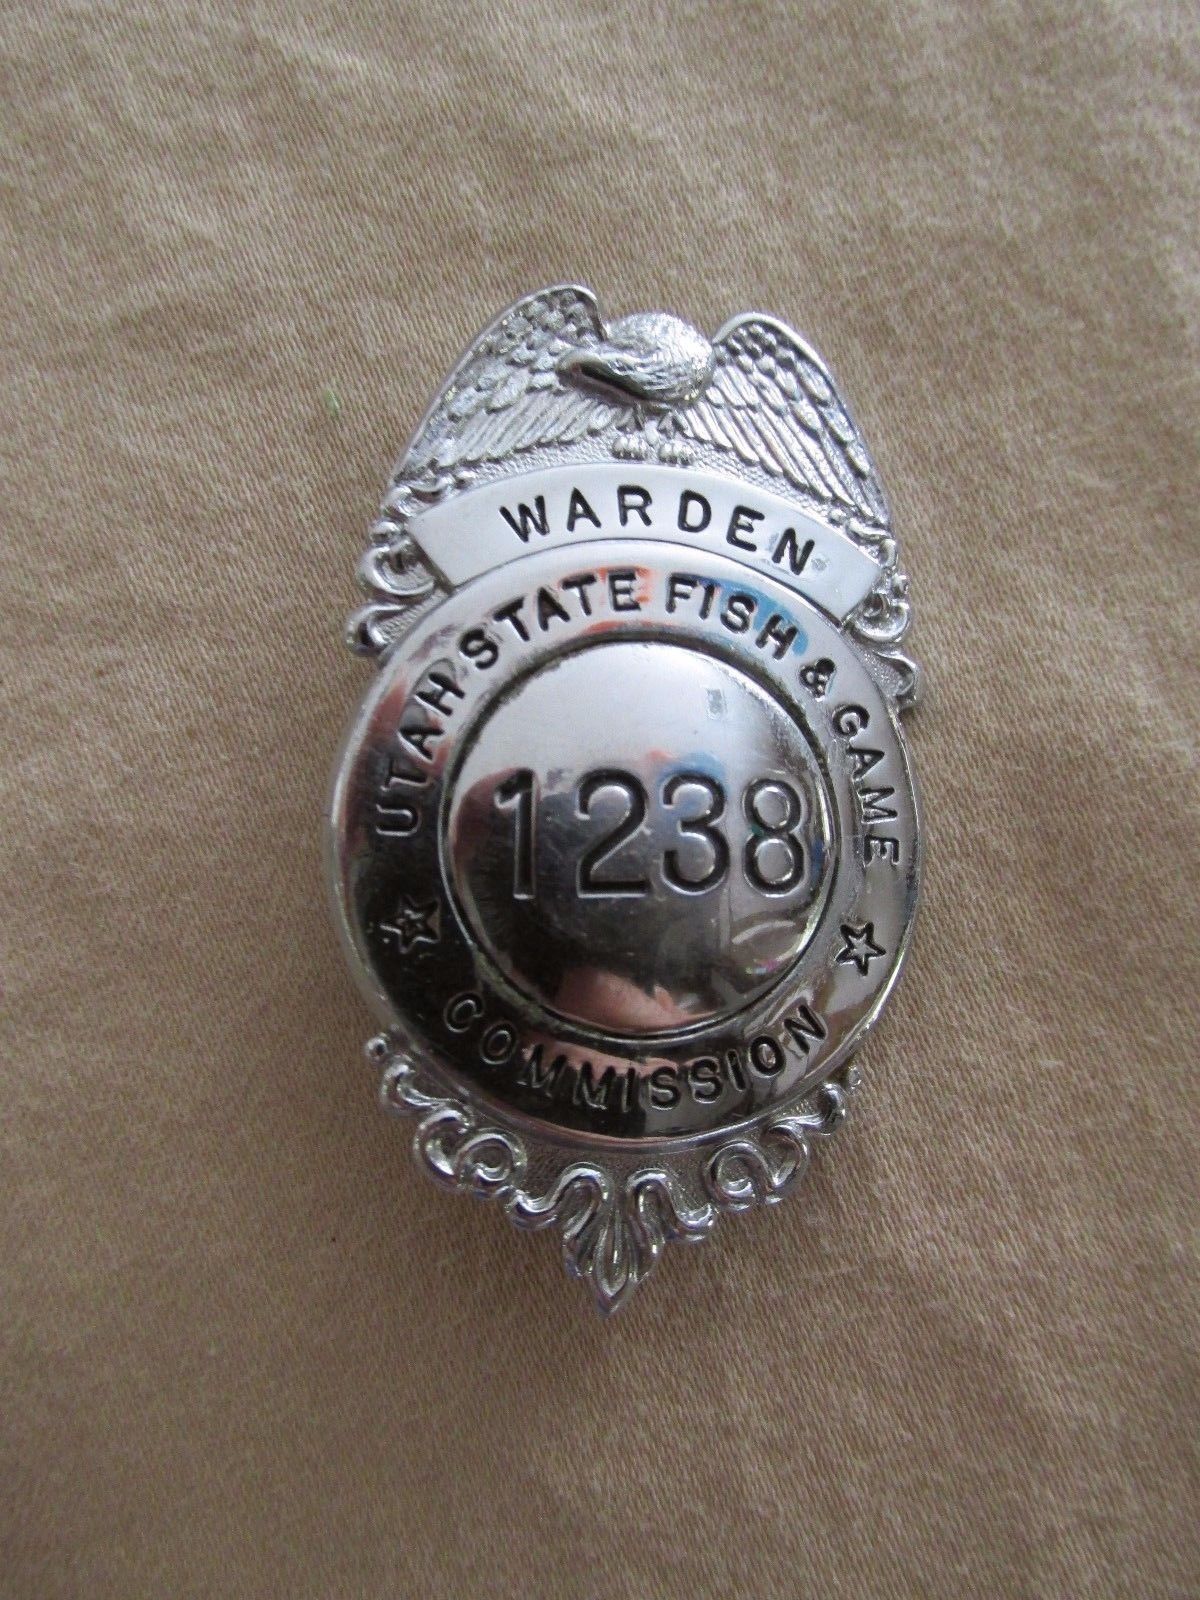 WARDEN
UTAH STATE FISH & GAME
1238
COMMISSION